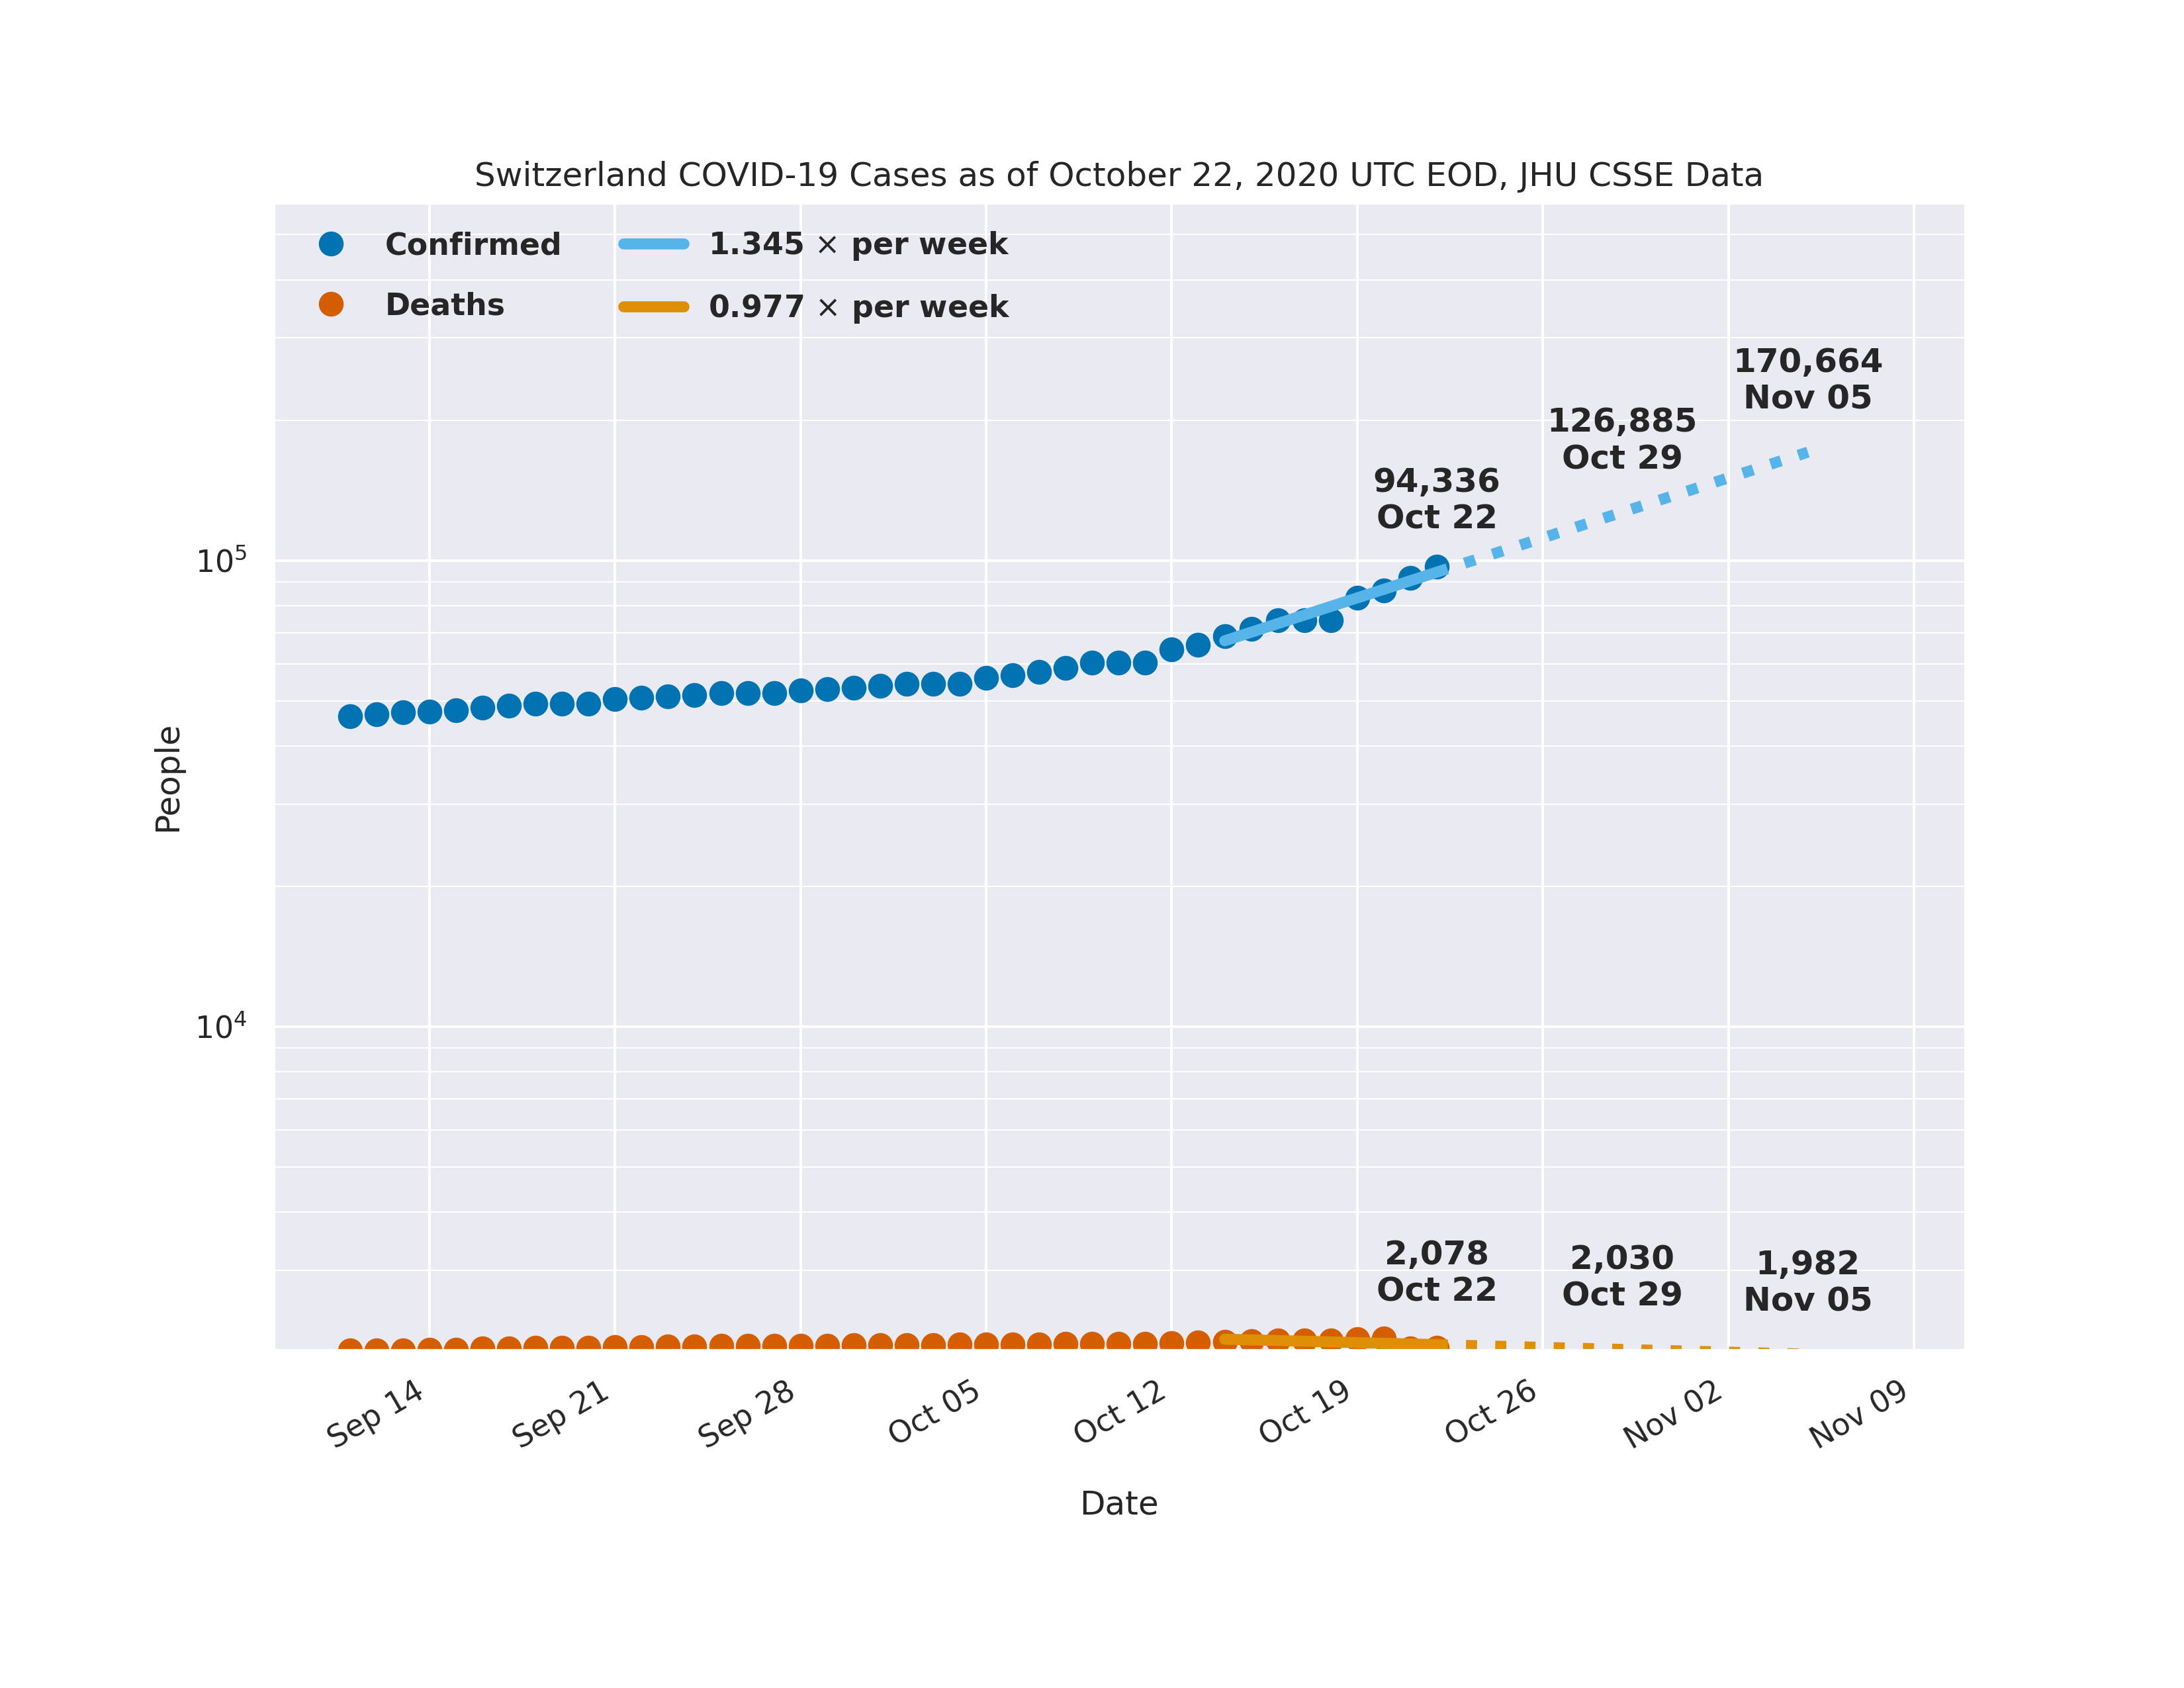 Switzerland COVID-19 Cases as of October 22, 2020 UTC EOD, JHU CSSE Data
Confirmed
Deaths
1.345 × per week
0.977 × per week
170,664
Nov 05
126,885
Oct 29
94,336
Oct 22
10⁵
People
10⁴
2,078
Oct 22
2,030
Oct 29
1,982
Nov 05
Sep 14
Sep 21
Sep 28
Oct 05
Oct 12
Oct 19
Oct 26
Nov 02
Nov 09
Date